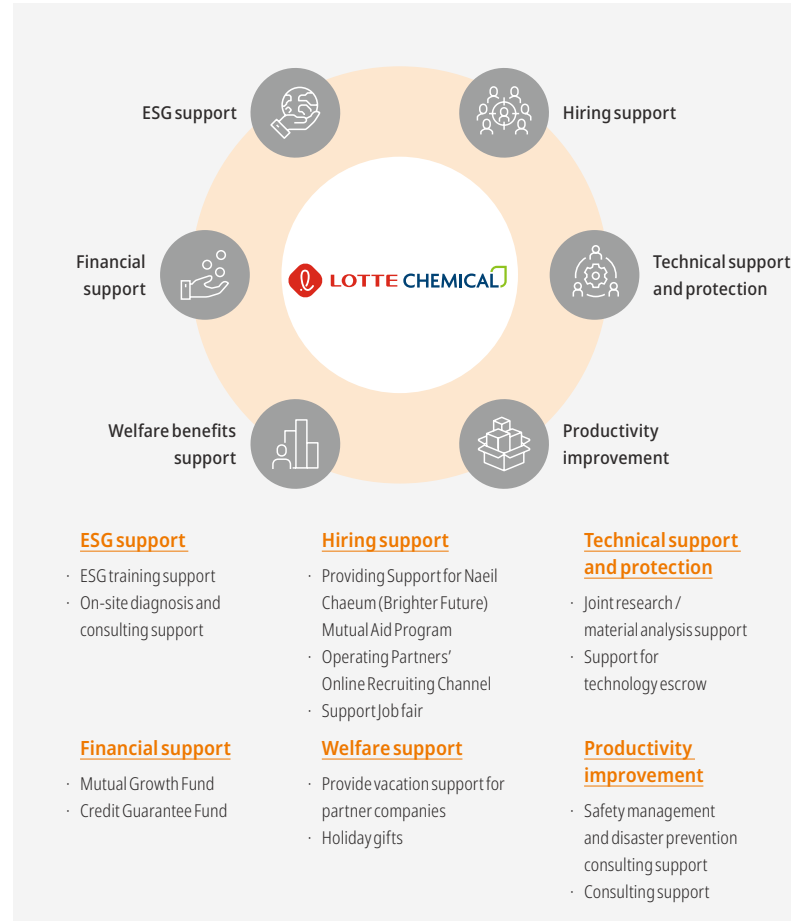 ESG support
Hiring support
Financial
support
LOTTE CHEMICAL
Technical support
and protection
Welfare benefits
support
Productivity
improvement
ESG support
· ESG training support
· On-site diagnosis and
consulting support
Hiring support
· Providing Support for Naeil
Chaeum (Brighter Future)
Mutual Aid Program
· Operating Partners’
Online Recruiting Channel
· Support Job fair
Technical support
and protection
· Joint research /
material analysis support
· Support for
technology escrow
Financial support
· Mutual Growth Fund
· Credit Guarantee Fund
Welfare support
· Provide vacation support for
partner companies
· Holiday gifts
Productivity
improvement
· Safety management
and disaster prevention
consulting support
· Consulting support